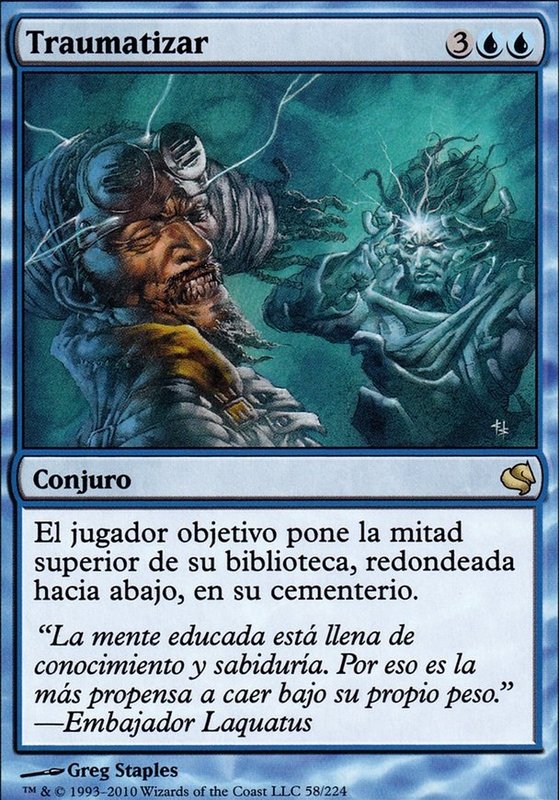 Traumatizar 3
Conjuro
El jugador objetivo pone la mitad
superior de su biblioteca, redondeada
hacia abajo, en su cementerio.
“La mente educada está llena de
conocimiento y sabiduría. Por eso es la
más propensa a caer bajo su propio peso.”
—Embajador Laquatus
Greg Staples
™ & © 1993-2010 Wizards of the Coast LLC 58/224